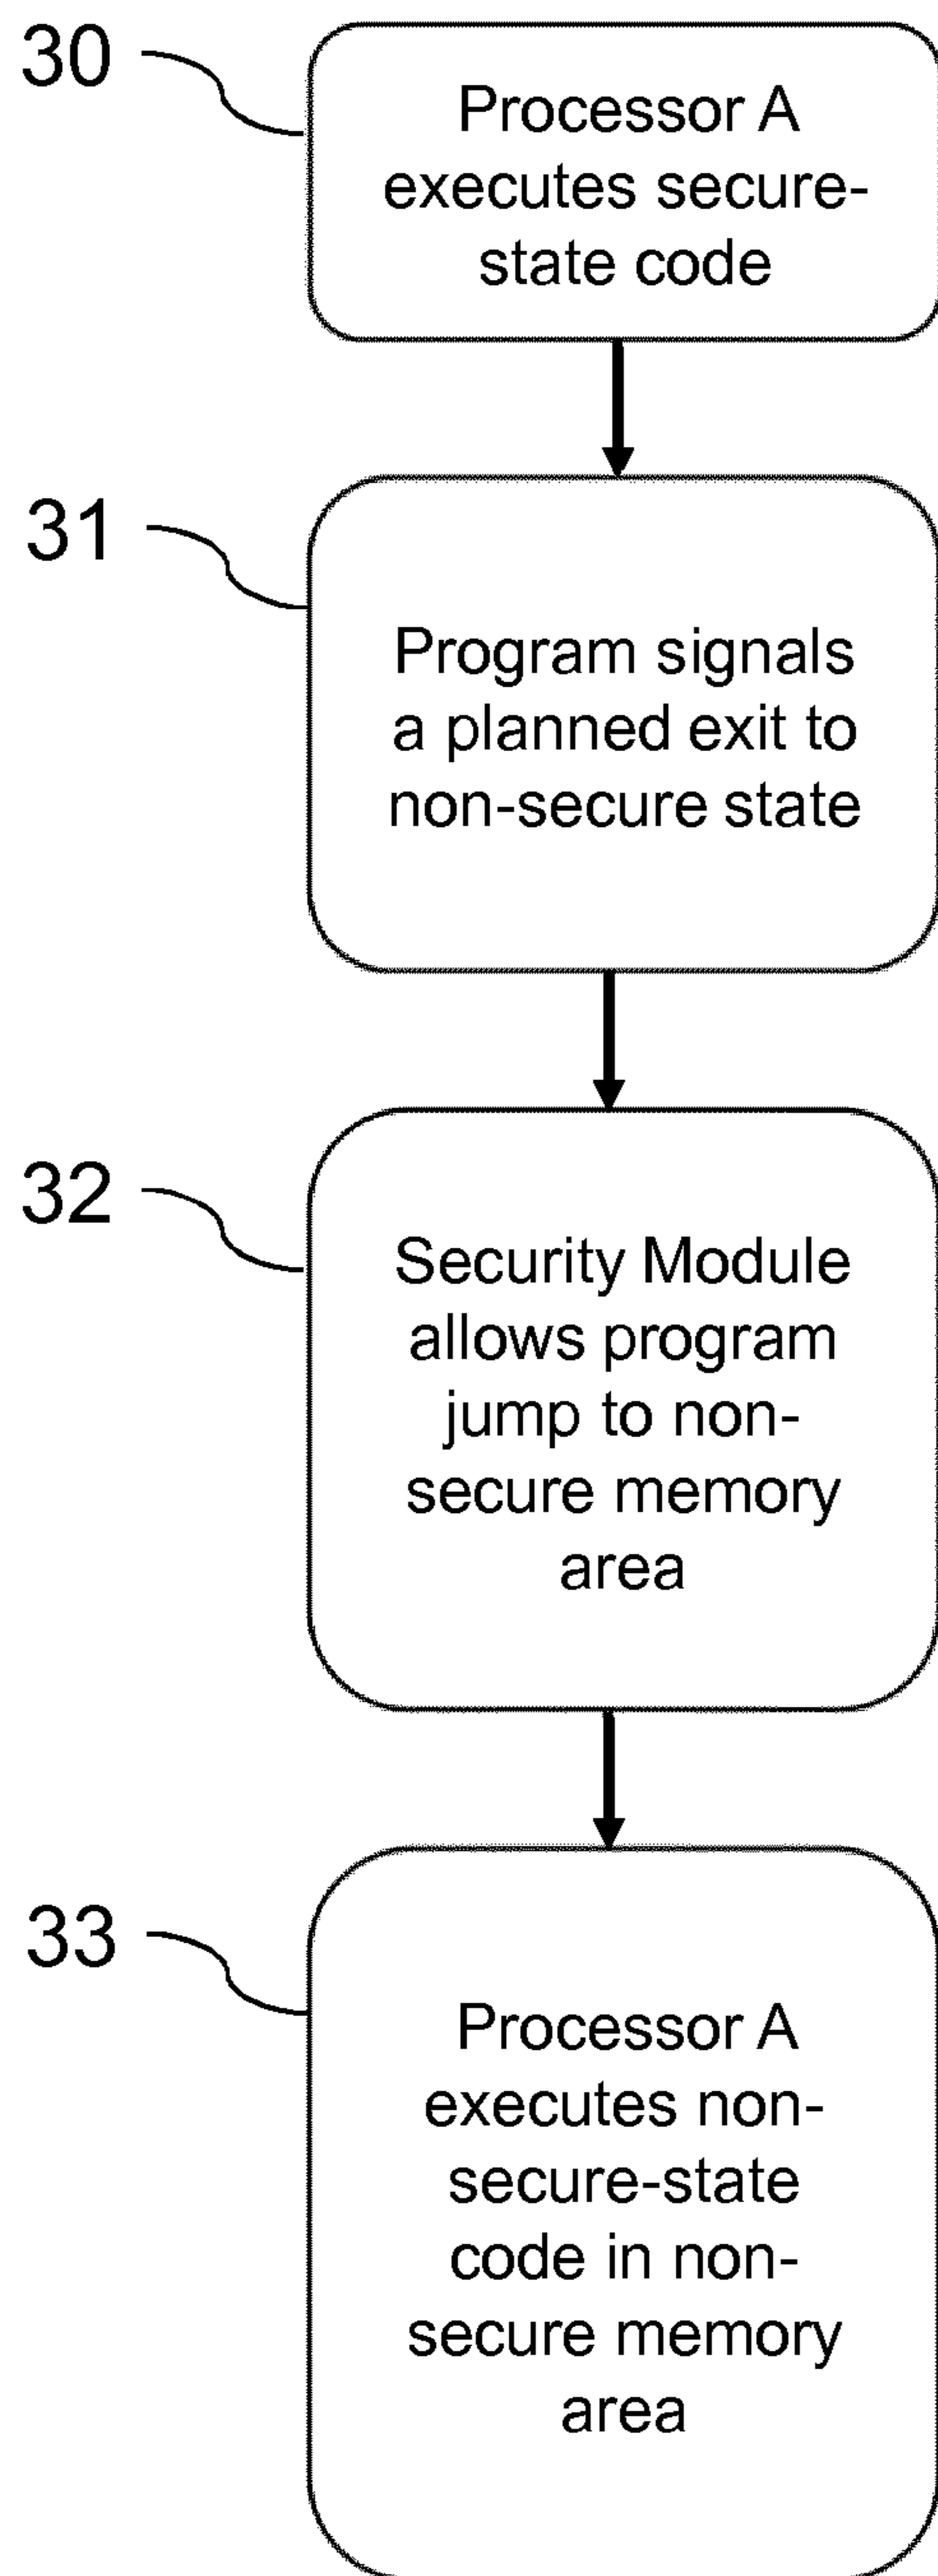 30
Processor A
executes secure-
state code
31
Program signals
a planned exit to
non-secure state
32
Security Module
allows program
jump to non-
secure memory
area
33
Processor A
executes non-
secure-state
code in non-
secure memory
area